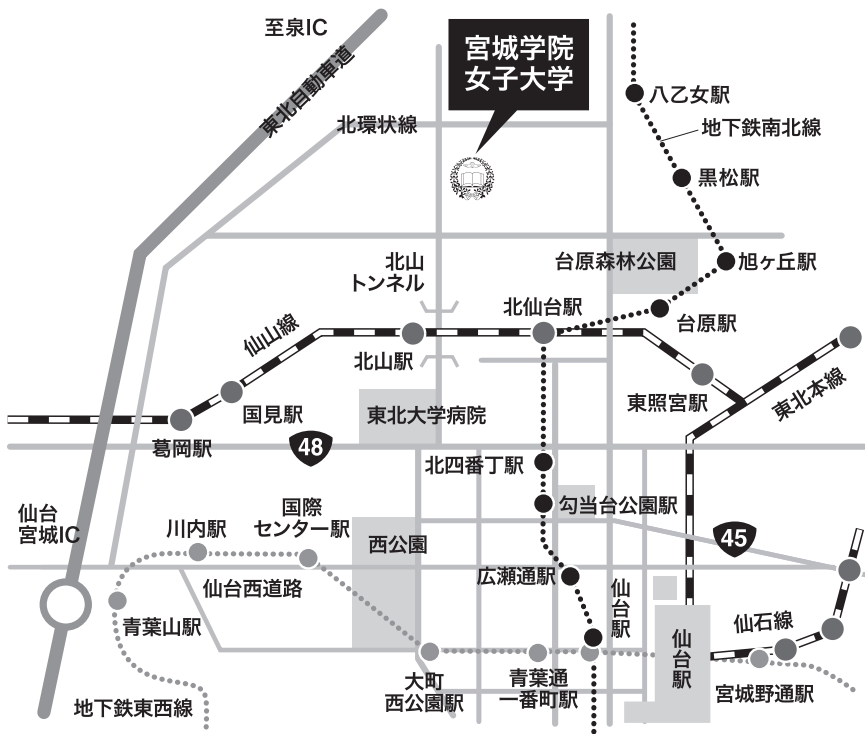 至泉IC
東北自動車道
宮城学院
女子大学
八乙女駅
地下鉄南北線
北環状線
黒松駅
台原森林公園
旭ヶ丘駅
北山
トンネル
北仙台駅
台原駅
仙山線
北山駅
東照宮駅
東北本線
国見駅
東北大学病院
葛岡駅
48
北四番丁駅
仙台
宮城IC
国際
センター駅
勾当台公園駅
川内駅
西公園
45
広瀬通駅
仙台西道路
仙台駅
青葉山駅
仙石線
仙台駅
地下鉄東西線
大町
西公園駅
青葉通
一番町駅
宮城野通駅